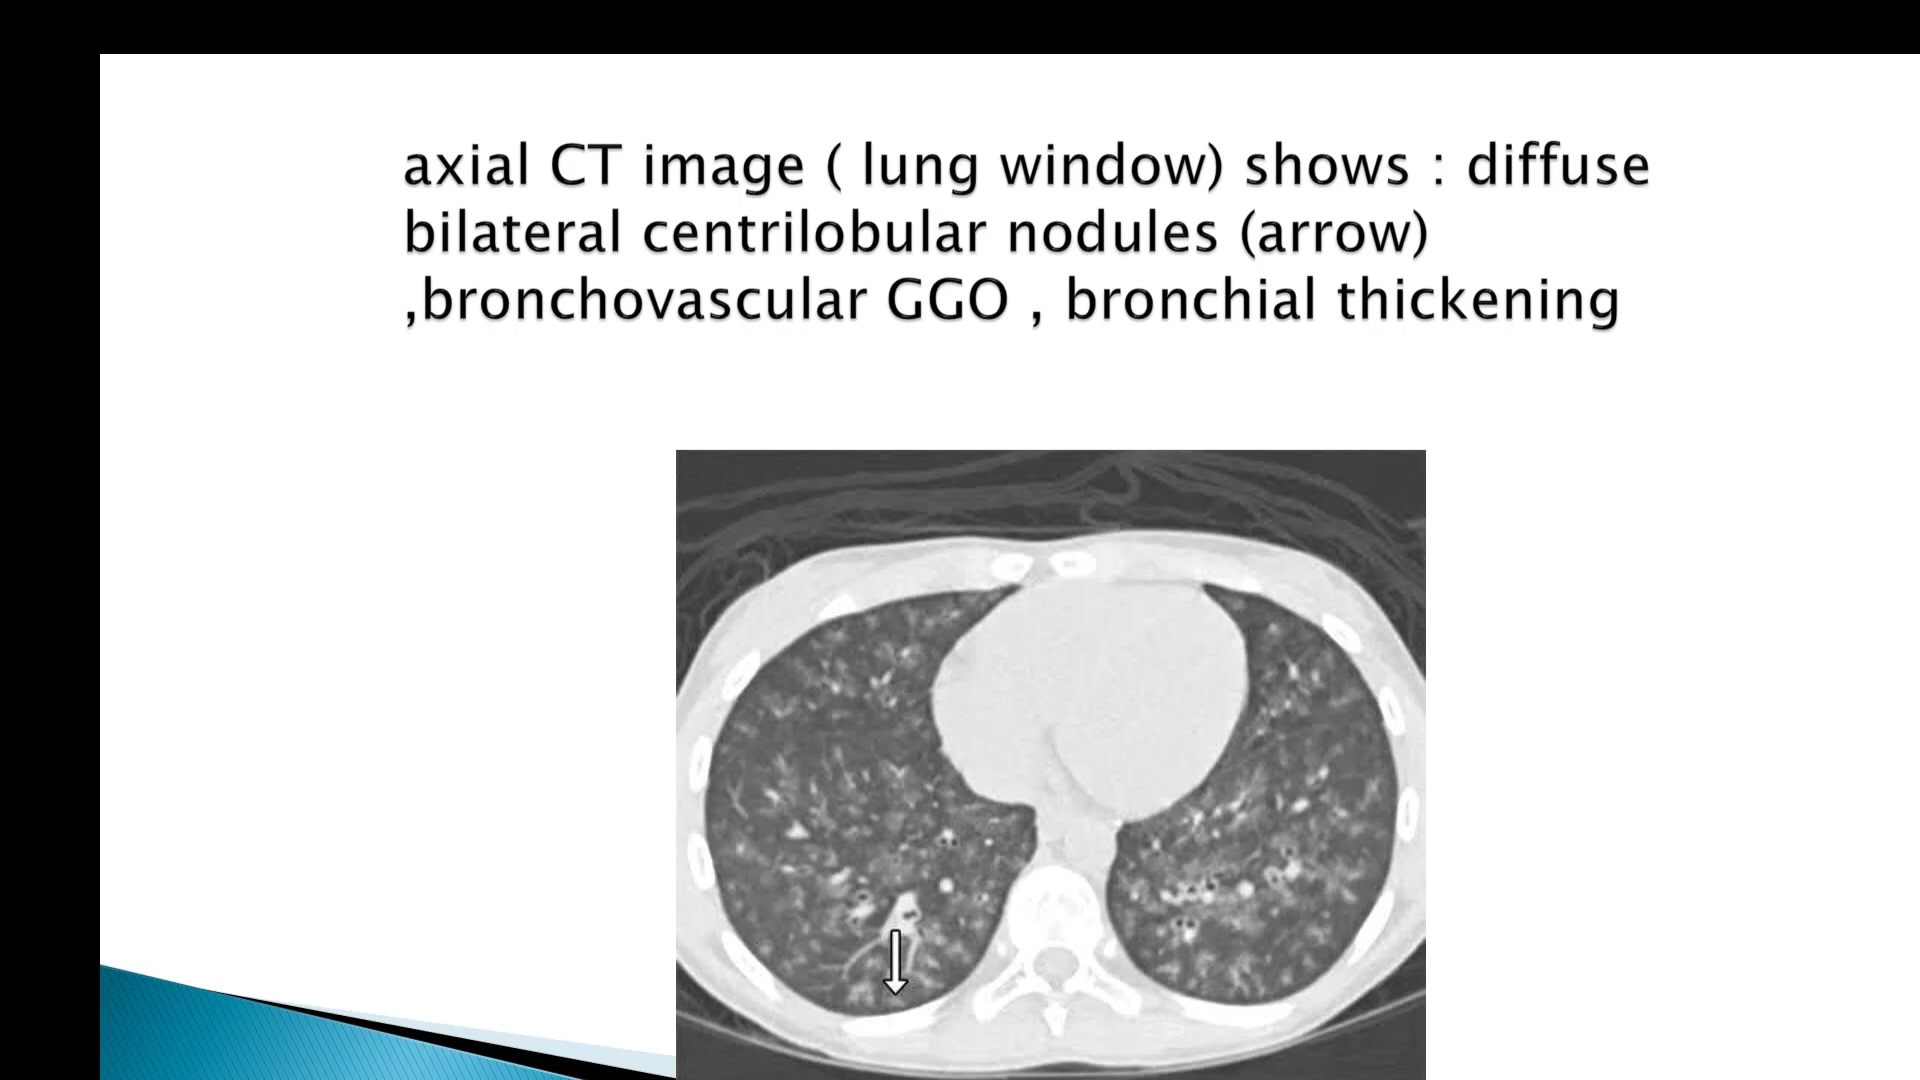 axial CT image ( lung window) shows : diffuse
bilateral centrilobular nodules (arrow)
,bronchovascular GGO , bronchial thickening